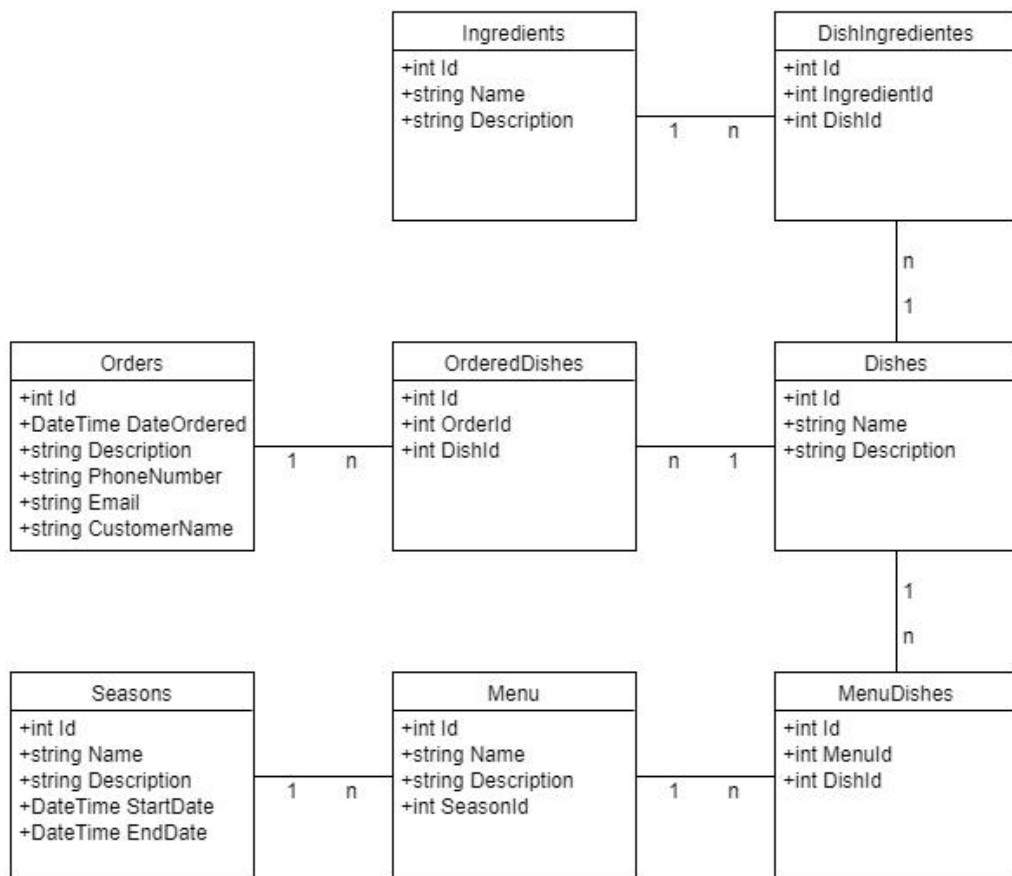 Ingredients
+int Id
+string Name
+string Description
DishIngredientes
+int Id
+int IngredientId
+int DishId
1
n
n
1
Orders
+int Id
+DateTime DateOrdered
+string Description
+string PhoneNumber
+string Email
+string CustomerName
1
n
OrderedDishes
+int Id
+int OrderId
+int DishId
n
1
Dishes
+int Id
+string Name
+string Description
1
n
Seasons
+int Id
+string Name
+string Description
+DateTime StartDate
+DateTime EndDate
1
n
Menu
+int Id
+string Name
+string Description
+int SeasonId
1
n
MenuDishes
+int Id
+int MenuId
+int DishId